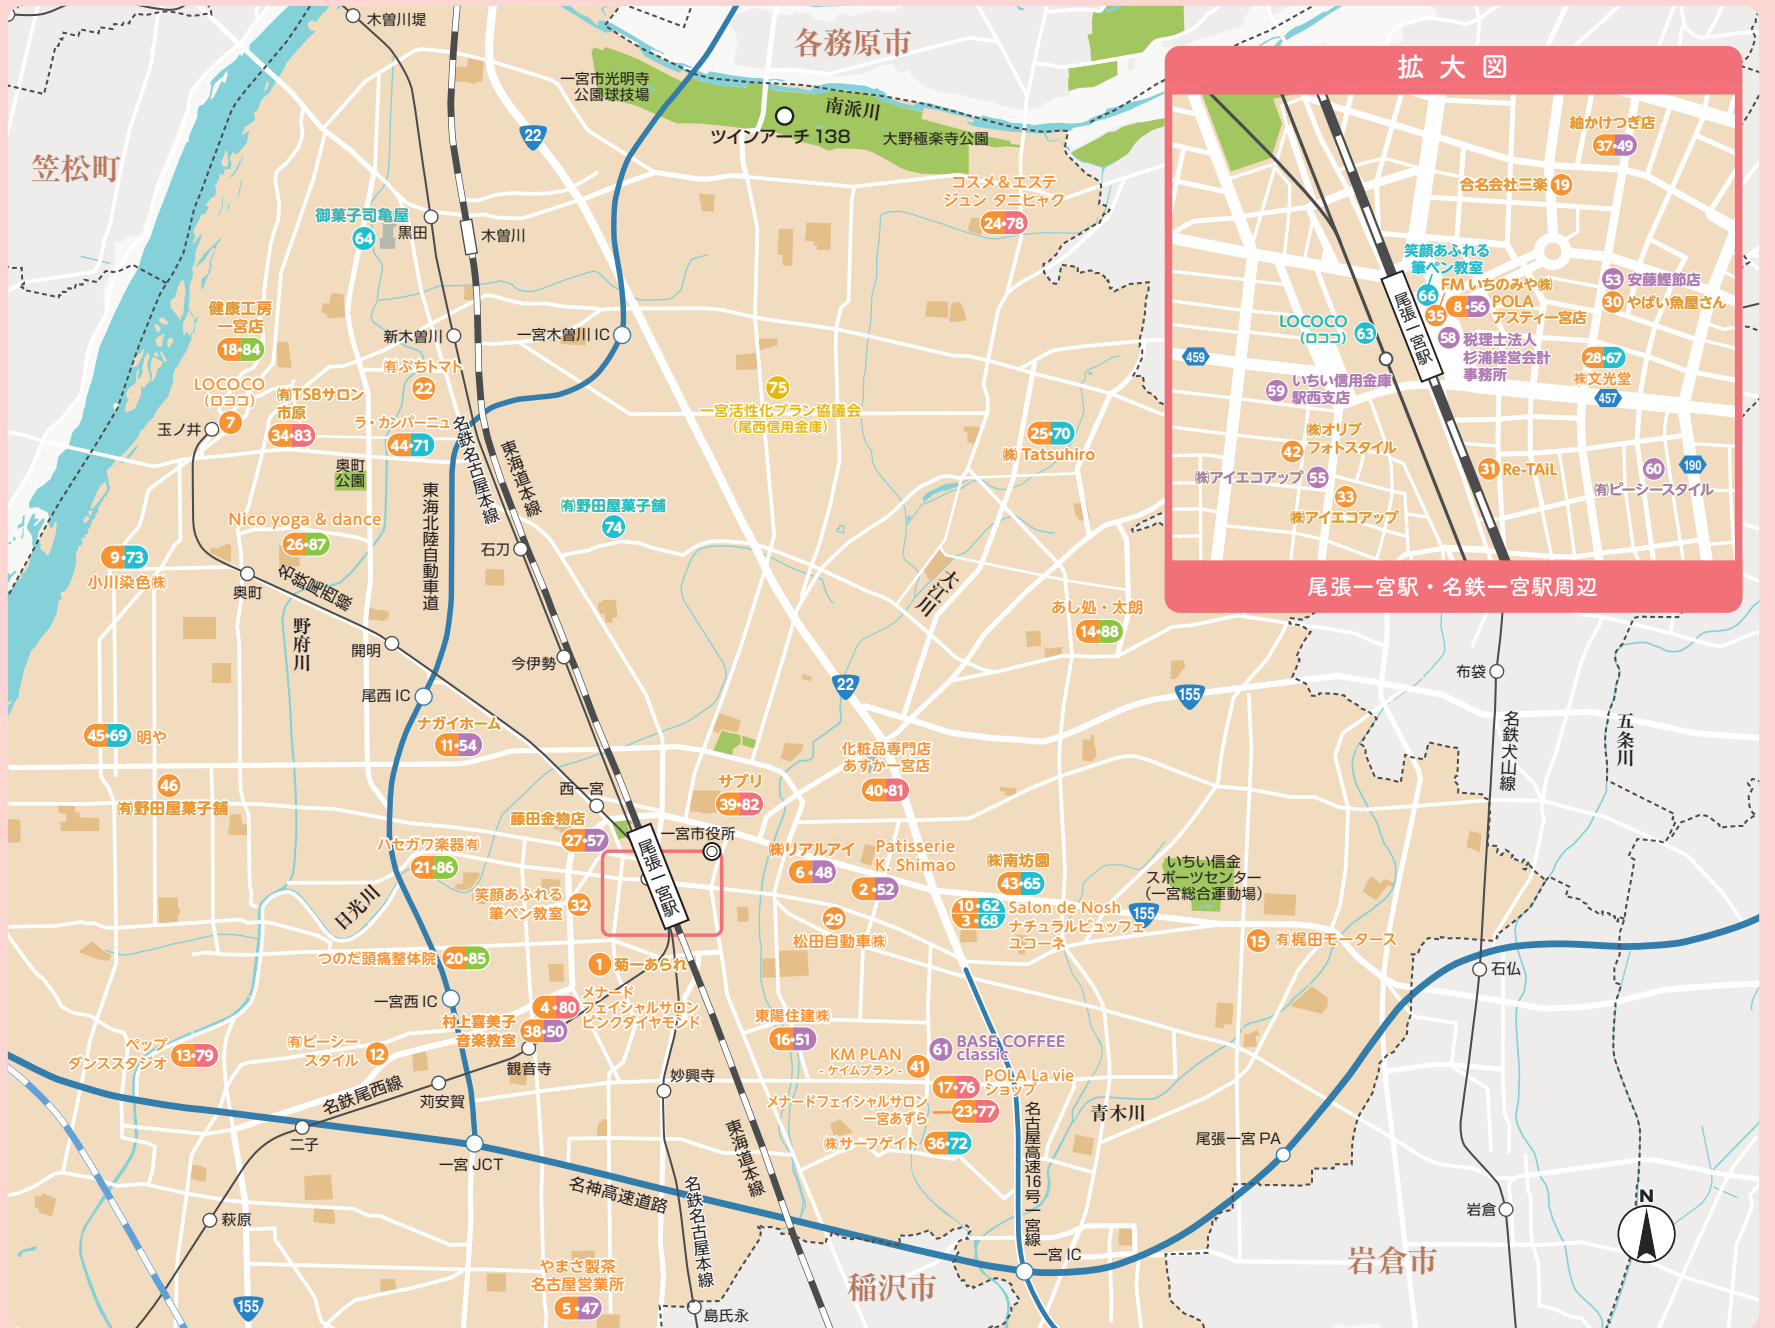 木曽川堤
各務原市
一宮市光明寺
公園球技場
南派川
ツインアーチ 138
大野極楽寺公園
22
笠松町
コスメ&エステ
ジュン タニヒャク
24・78
御菓子司亀屋
64
黒田
木曽川
健康工房
一宮店
18・84
新木曽川
一宮木曽川 IC
㈲ぷちトマト
22
LOCOCO
(ロココ)
7
㈲TSBサロン
市原
34・83
玉ノ井
ラ・カンパーニュ
44・71
名鉄名古屋本線
東海道本線
75
一宮活性化プラン協議会
(尾西信用金庫)
25・70
㈱ Tatsuhiro
奥町
公園
東海北陸自動車道
㈲野田屋菓子舗
74
Nico yoga & dance
26・87
石刀
9・73
小川染色㈱
奥町
名鉄尾西線
大江川
あし処・太朗
14・88
野府川
開明
今伊勢
尾西 IC
22
155
布袋
名鉄犬山線
五条川
45・69
明や
ナガイホーム
11・54
化粧品専門店
あすか一宮店
40・81
46
㈲野田屋菓子舗
西一宮
サプリ
39・82
藤田金物店
27・57
一宮市役所
尾張一宮駅
ハセガワ楽器㈲
21・86
㈱リアルアイ
6・48
Patisserie
K. Shimao
2・52
㈱南坊園
43・65
いちい信金
スポーツセンター
(一宮総合運動場)
日光川
笑顔あふれる
筆ペン教室
32
29
松田自動車㈱
10・62
3・68
Salon de Nosh
ナチュラルビュッフェ
ユコーネ
155
15
㈲梶田モータース
つのだ頭痛整体院
20・85
1
菊一あられ
石仏
一宮西 IC
4・80
メナード
フェイシャルサロン
ピンクダイヤモンド
村上喜美子
音楽教室
38・50
東陽住建㈱
16・51
ペップ
ダンススタジオ
13・79
㈲ピーシー
スタイル
12
観音寺
61
BASE COFFEE
classic
KM PLAN
- ケイムプラン -
41
17・76
POLA La vie
ショップ
名鉄尾西線
苅安賀
妙興寺
メナードフェイシャルサロン
一宮あずら
23・77
青木川
㈱サーフゲイト
36・72
二子
一宮 JCT
東海道本線
名古屋高速16号一宮線
尾張一宮 PA
名神高速道路
名鉄名古屋本線
萩原
岩倉
N
やまさ製茶
名古屋営業所
5・47
一宮 IC
岩倉市
稲沢市
155
島氏永
拡大図
紬かけつぎ店
37・49
合名会社三楽
19
笑顔あふれる
筆ペン教室
66
FM いちのみや㈱
35
8・56
POLA
アスティ一宮店
53
安藤鰹節店
30
やばい魚屋さん
LOCOCO
(ロココ)
63
尾張一宮駅
58
税理士法人
杉浦経営会計
事務所
28・67
㈱文光堂
459
457
59
いちい信用金庫
駅西支店
㈱オリブ
フォトスタイル
42
㈱アイエコアップ
55
33
㈱アイエコアップ
31
Re-TAiL
60
㈲ピーシースタイル
190
尾張一宮駅・名鉄一宮駅周辺